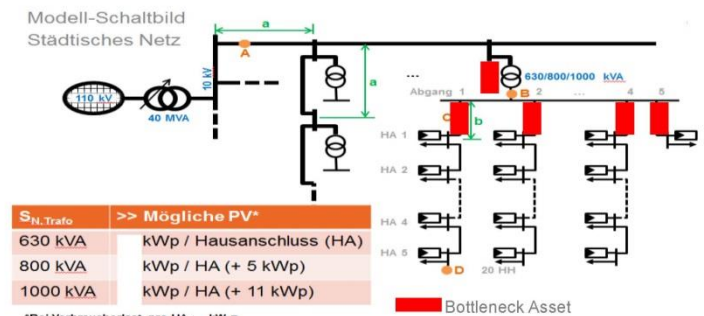 Modell-Schaltbild
Städtisches Netz
a
A
10 kV
a
110 kV
40 MVA
...
630/800/1000 kVA
B
Abgang 1 2 ... 4 5
C
b
HA 1
HA 2
HA 4
HA 5
D
20 HH
S N.Trafo >> Mögliche PV*
630 kVA kWp / Hausanschluss (HA)
800 kVA kWp / HA (+ 5 kWp)
1000 kVA kWp / HA (+ 11 kWp)
Bottleneck Asset